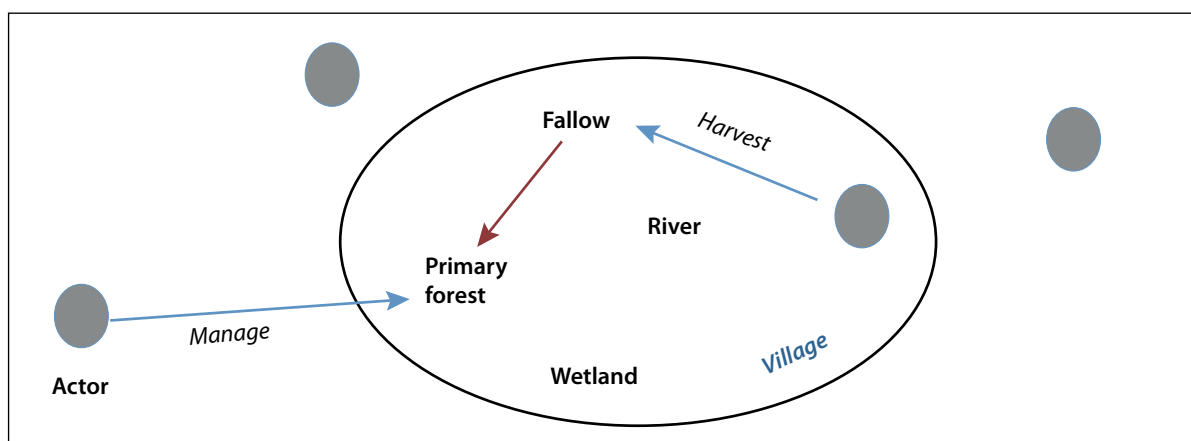 Fallow
Harvest
River
Primary
forest
Manage
Village
Wetland
Actor